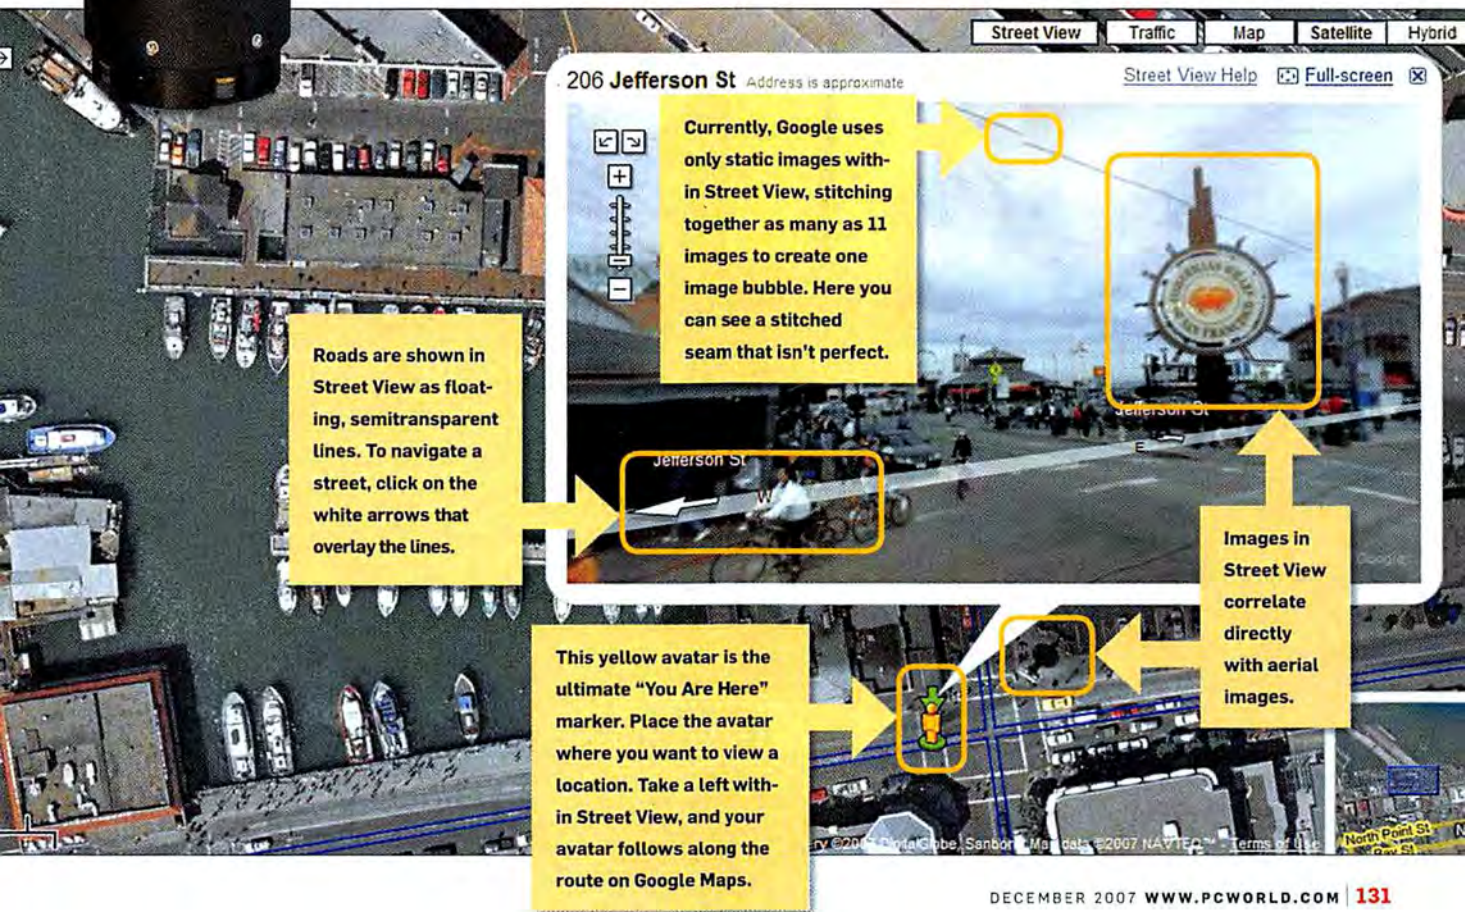 Street View
Traffic
Map
Satellite
Hybrid
206 Jefferson St Address is approximate
Street View Help
Full-screen
Currently, Google uses
only static images with-
in Street View, stitching
together as many as 11
images to create one
image bubble. Here you
can see a stitched
seam that isn't perfect.
Roads are shown in
Street View as float-
ing, semitransparent
lines. To navigate a
street, click on the
white arrows that
overlay the lines.
Jefferson St
W
Jefferson St
E
Images in
Street View
correlate
directly
with aerial
images.
This yellow avatar is the
ultimate “You Are Here”
marker. Place the avatar
where you want to view a
location. Take a left with-
in Street View, and your
avatar follows along the
route on Google Maps.
DigitalGlobe, Sanborn, Map data ©2007 NAVTEQ™ - Terms of Use
North Point St
Bay St
DECEMBER 2007 WWW.PCWORLD.COM | 131